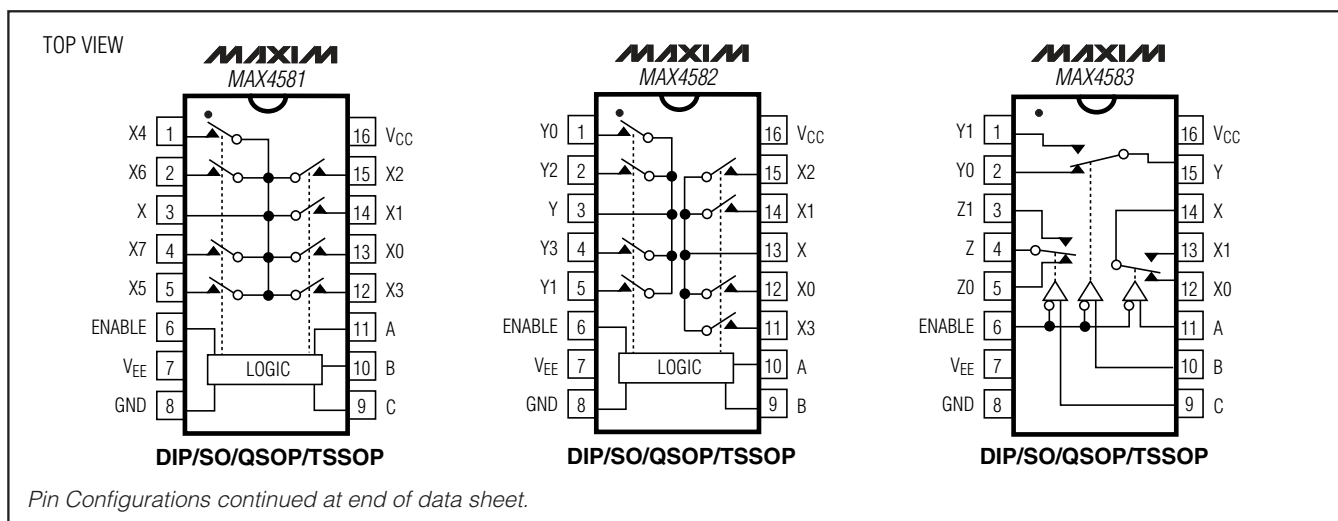 TOP VIEW
MAXIM
MAX4581
X4 1
X6 2
X 3
X7 4
X5 5
ENABLE 6
VEE 7
GND 8
16 VCC
15 X2
14 X1
13 X0
12 X3
11 A
10 B
9 C
LOGIC
DIP/SO/QSOP/TSSOP
MAXIM
MAX4582
Y0 1
Y2 2
Y 3
Y3 4
Y1 5
ENABLE 6
VEE 7
GND 8
16 VCC
15 X2
14 X1
13 X
12 X0
11 X3
10 A
9 B
LOGIC
DIP/SO/QSOP/TSSOP
MAXIM
MAX4583
Y1 1
Y0 2
Z1 3
Z 4
Z0 5
ENABLE 6
VEE 7
GND 8
16 VCC
15 Y
14 X
13 X1
12 X0
11 A
10 B
9 C
DIP/SO/QSOP/TSSOP
Pin Configurations continued at end of data sheet.